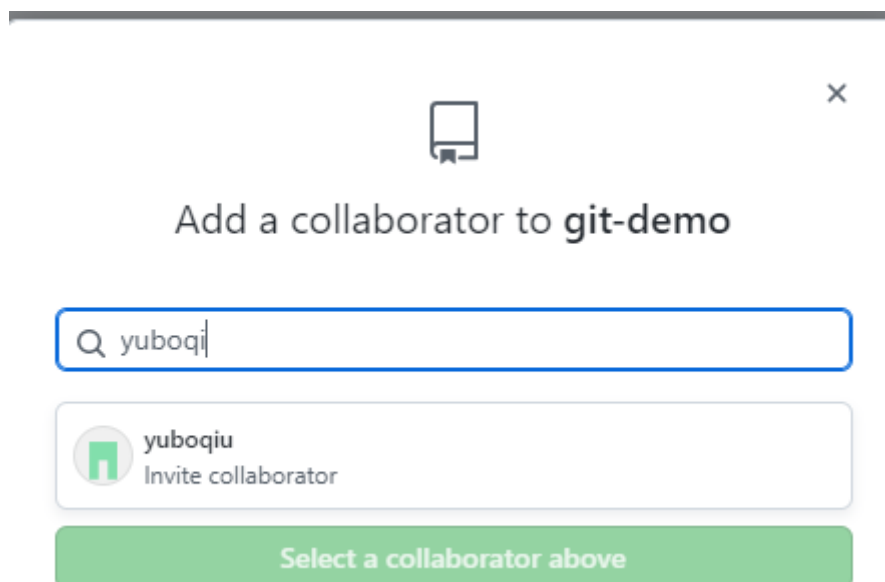 Add a collaborator to git-demo
yuboqi
yuboqiu
Invite collaborator
Select a collaborator above